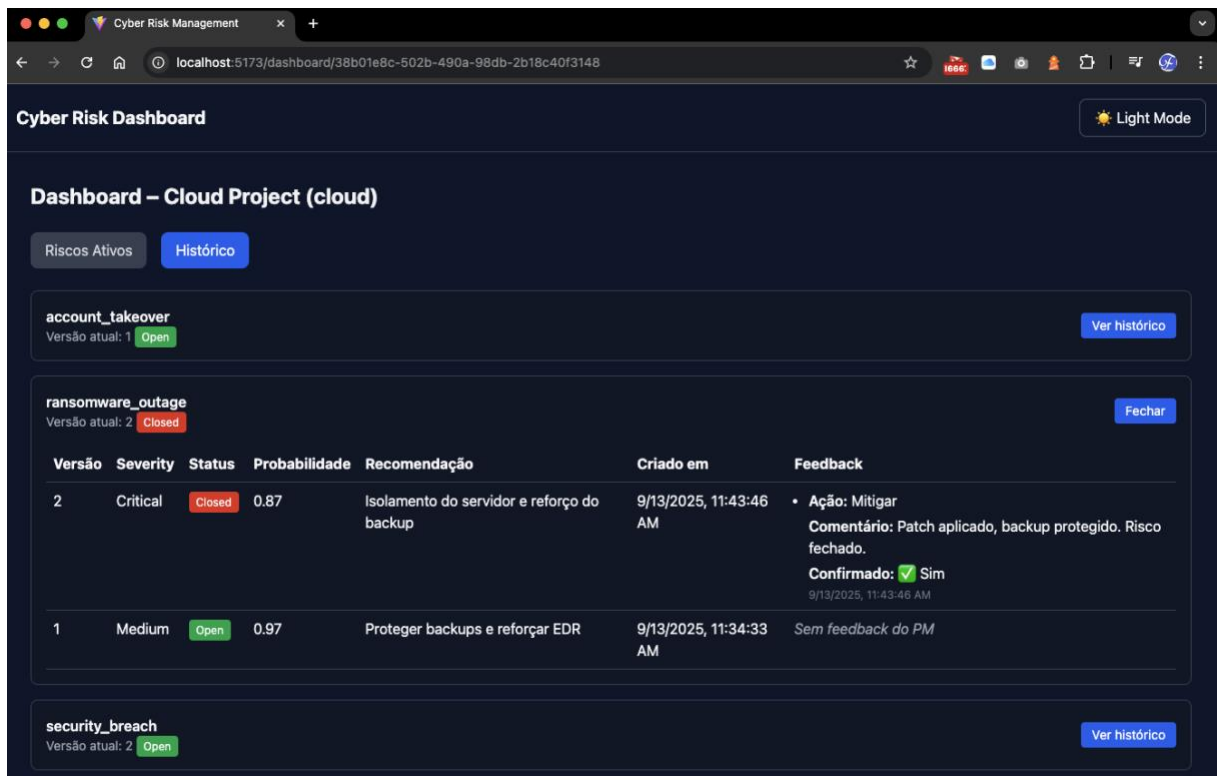 Cyber Risk Management
localhost:5173/dashboard/38b01e8c-502b-490a-98db-2b18c40f3148
Cyber Risk Dashboard
Light Mode
Dashboard – Cloud Project (cloud)
Riscos Ativos Histórico
account_takeover
Versão atual: 1 Open
Ver histórico
ransomware_outage
Versão atual: 2 Closed
Fechar
Versão Severity Status Probabilidade Recomendação Criado em Feedback
2 Critical Closed 0.87 Isolamento do servidor e reforço do 9/13/2025, 11:43:46 • Ação: Mitigar
backup AM Comentário: Patch aplicado, backup protegido. Risco
fechado.
Confirmado: ✅ Sim
9/13/2025, 11:43:46 AM
1 Medium Open 0.97 Proteger backups e reforçar EDR 9/13/2025, 11:34:33 Sem feedback do PM
AM
security_breach
Versão atual: 2 Open
Ver histórico